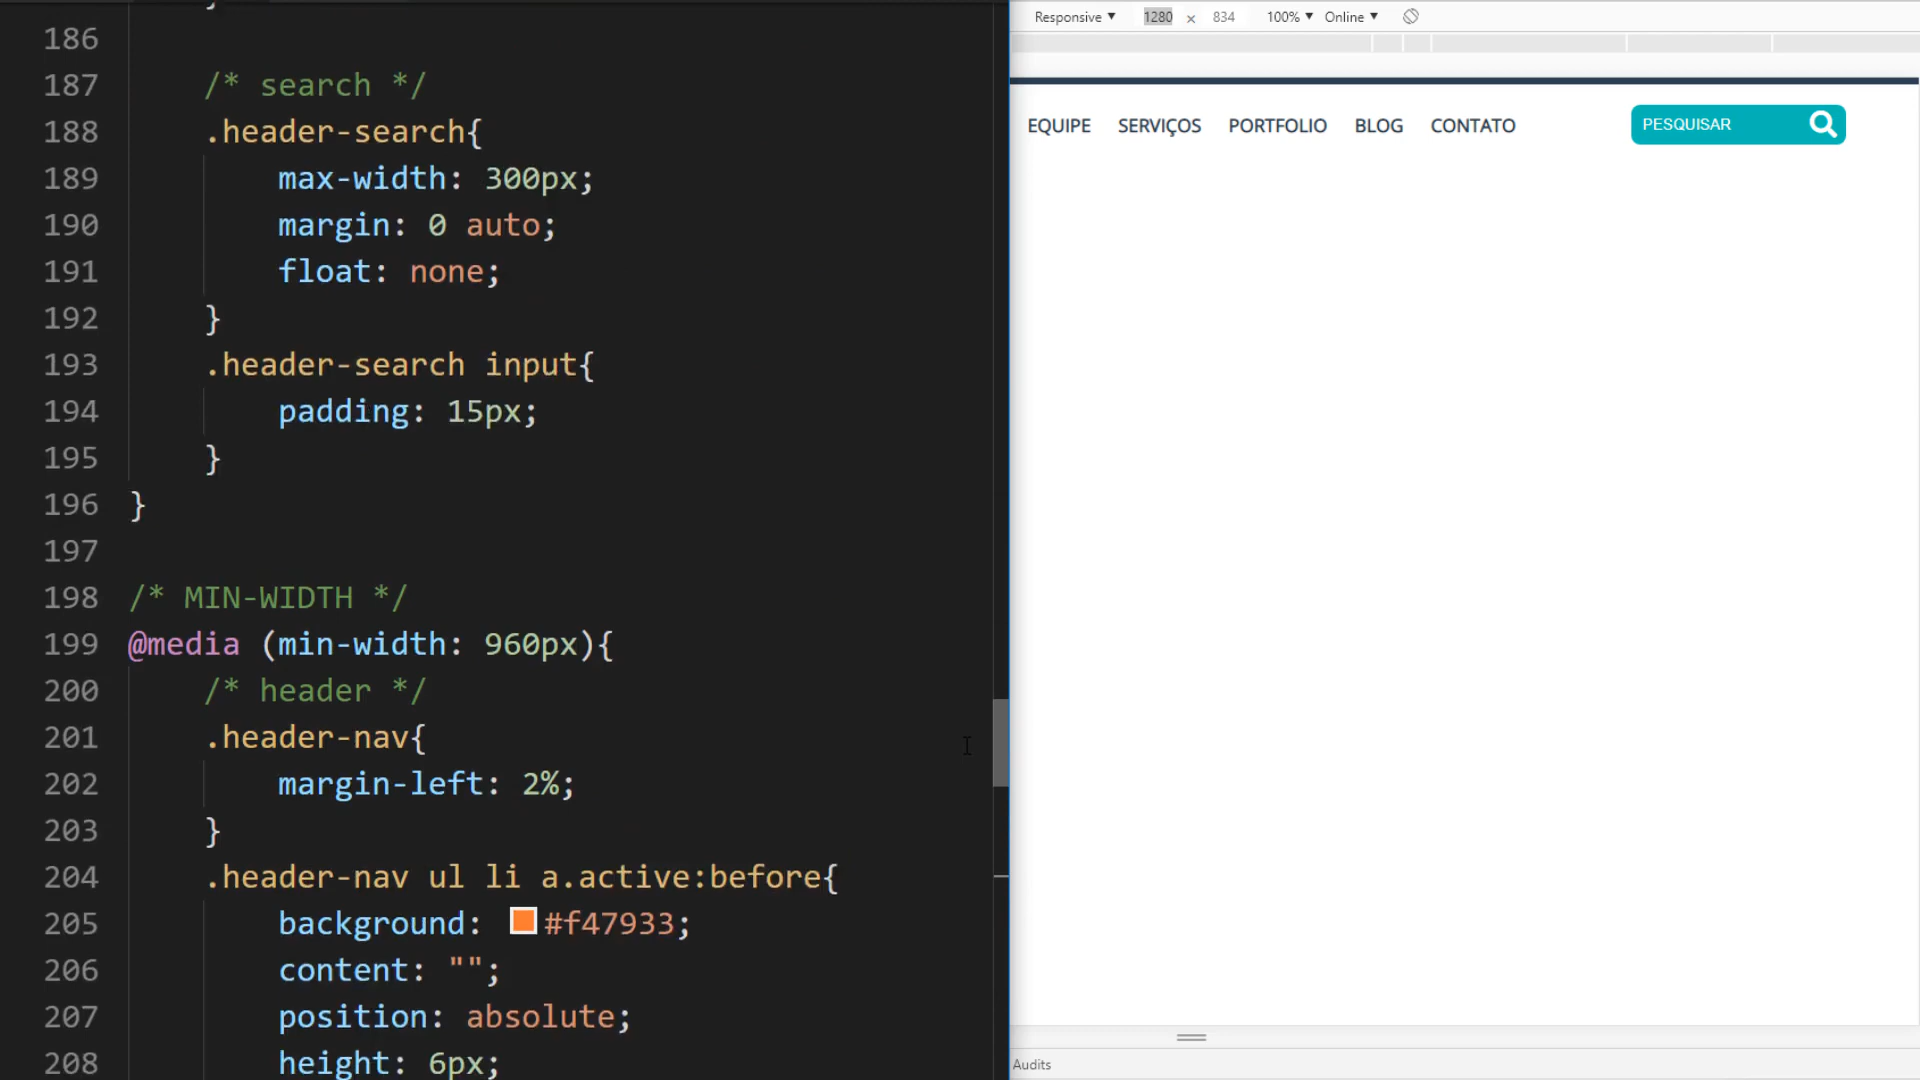 186
187 /* search */
188 .header-search{
189 max-width: 300px;
190 margin: 0 auto;
191 float: none;
192 }
193 .header-search input{
194 padding: 15px;
195 }
196 }
197
198 /* MIN-WIDTH */
199 @media (min-width: 960px){
200 /* header */
201 .header-nav{
202 margin-left: 2%;
203 }
204 .header-nav ul li a.active:before{
205 background: #f47933;
206 content: "";
207 position: absolute;
208 height: 6px;
Responsive ▼ 1280 x 834 100% ▼ Online ▼
EQUIPE SERVIÇOS PORTFOLIO BLOG CONTATO PESQUISAR
Audits